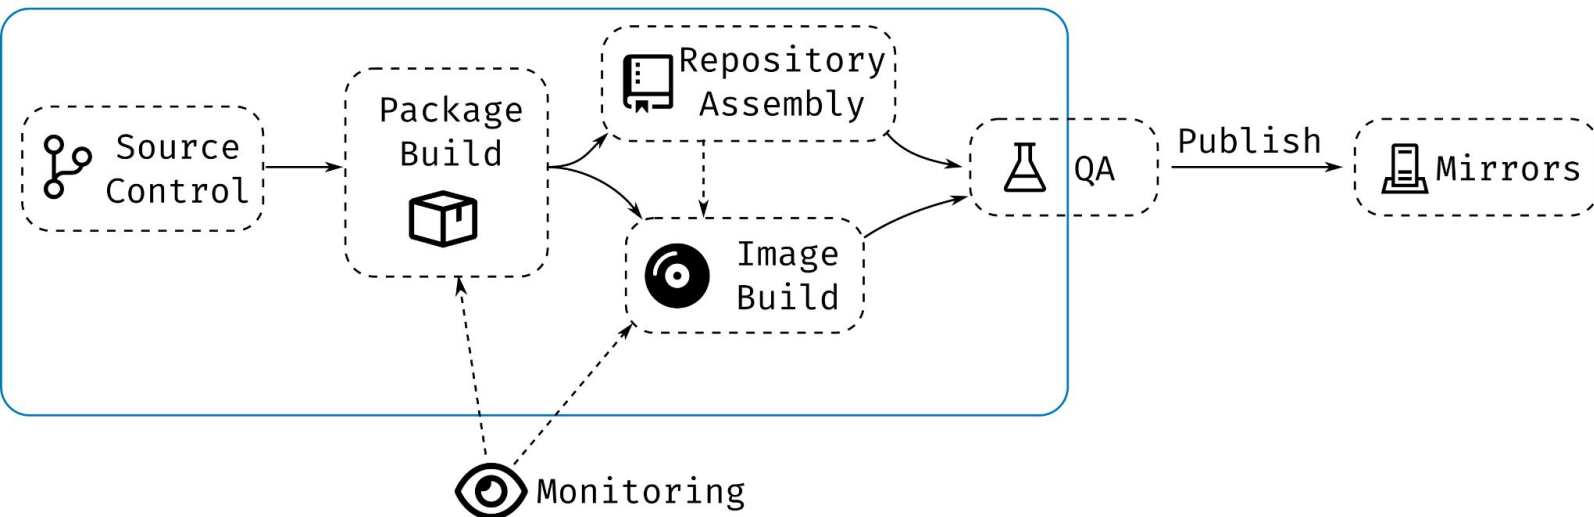 Source
Control
Package
Build
Repository
Assembly
Image
Build
QA
Publish
Mirrors
Monitoring